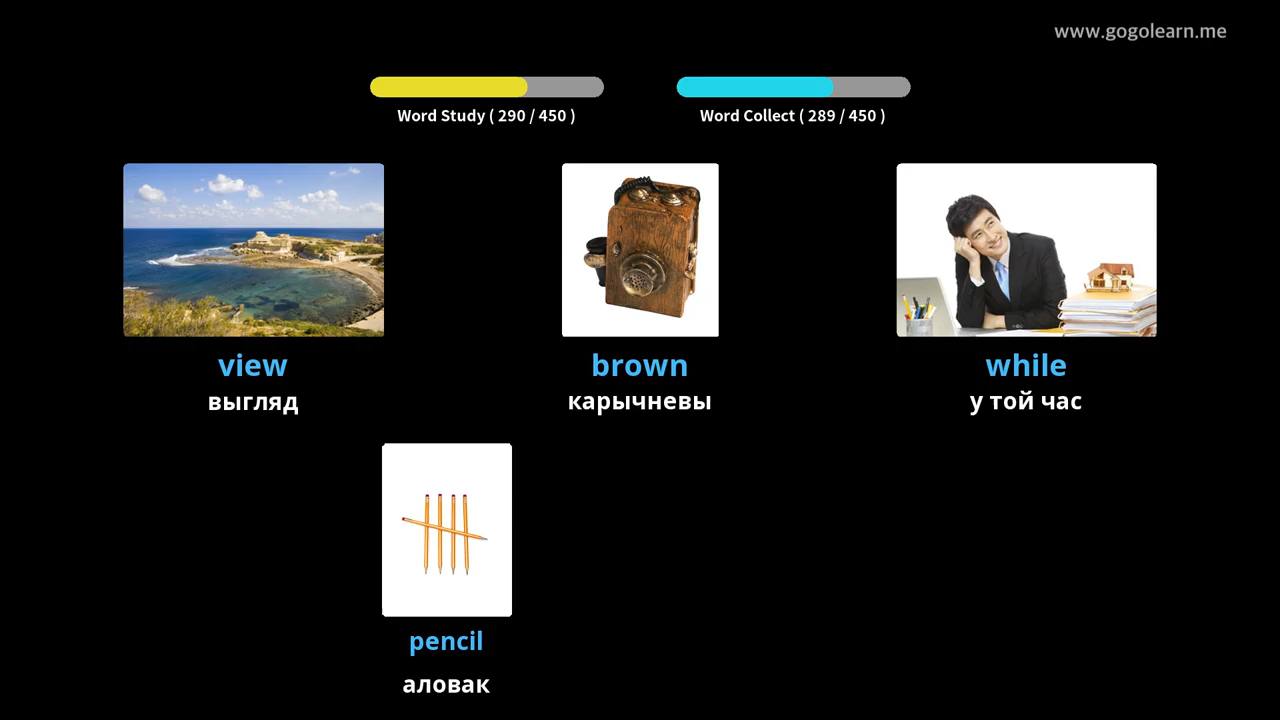 www.gogolearn.me
Word Study ( 290 / 450 )
Word Collect ( 289 / 450 )
view
выгляд
brown
карычневы
while
у той час
pencil
аловак